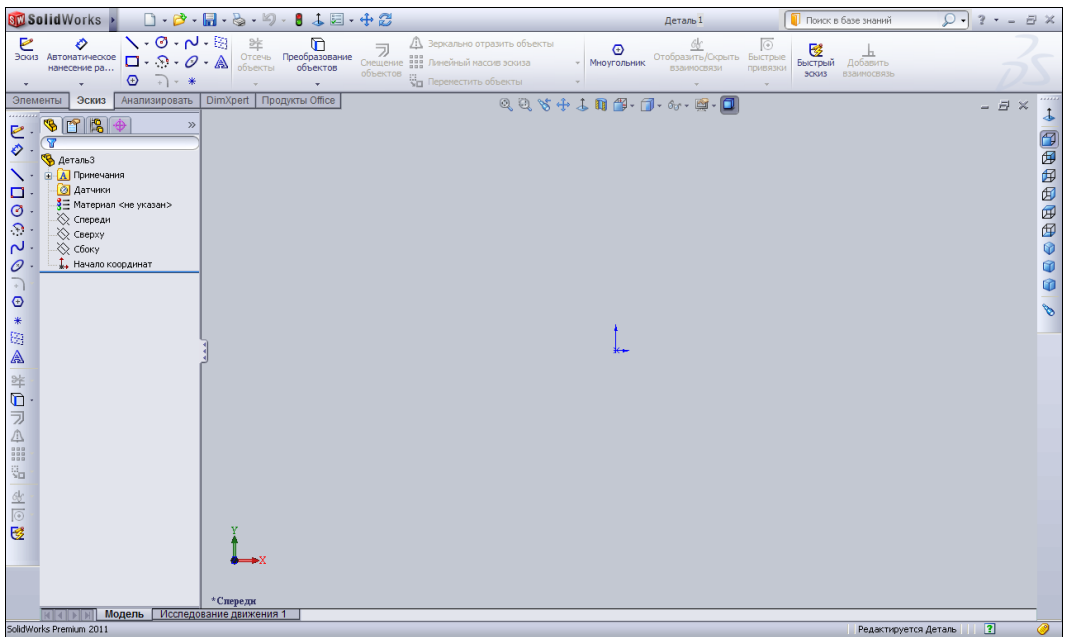 SolidWorks
Деталь1
Поиск в базе знаний
Эскиз
Автоматическое нанесение ра...
Отсечь объекты
Преобразование объектов
Смещение объектов
Зеркально отразить объекты
Линейный массив эскиза
Переместить объекты
Многоугольник
Отобразить/Скрыть взаимосвязи
Быстрые привязки
Быстрый эскиз
Добавить взаимосвязь
Элементы
Эскиз
Анализировать
DimXpert
Продукты Office
Деталь3
Примечания
Датчики
Материал <не указан>
Спереди
Сверху
Сбоку
Начало координат
Y
X
*Спереди
Модель
Исследование движения 1
SolidWorks Premium 2011
Редактируется Деталь